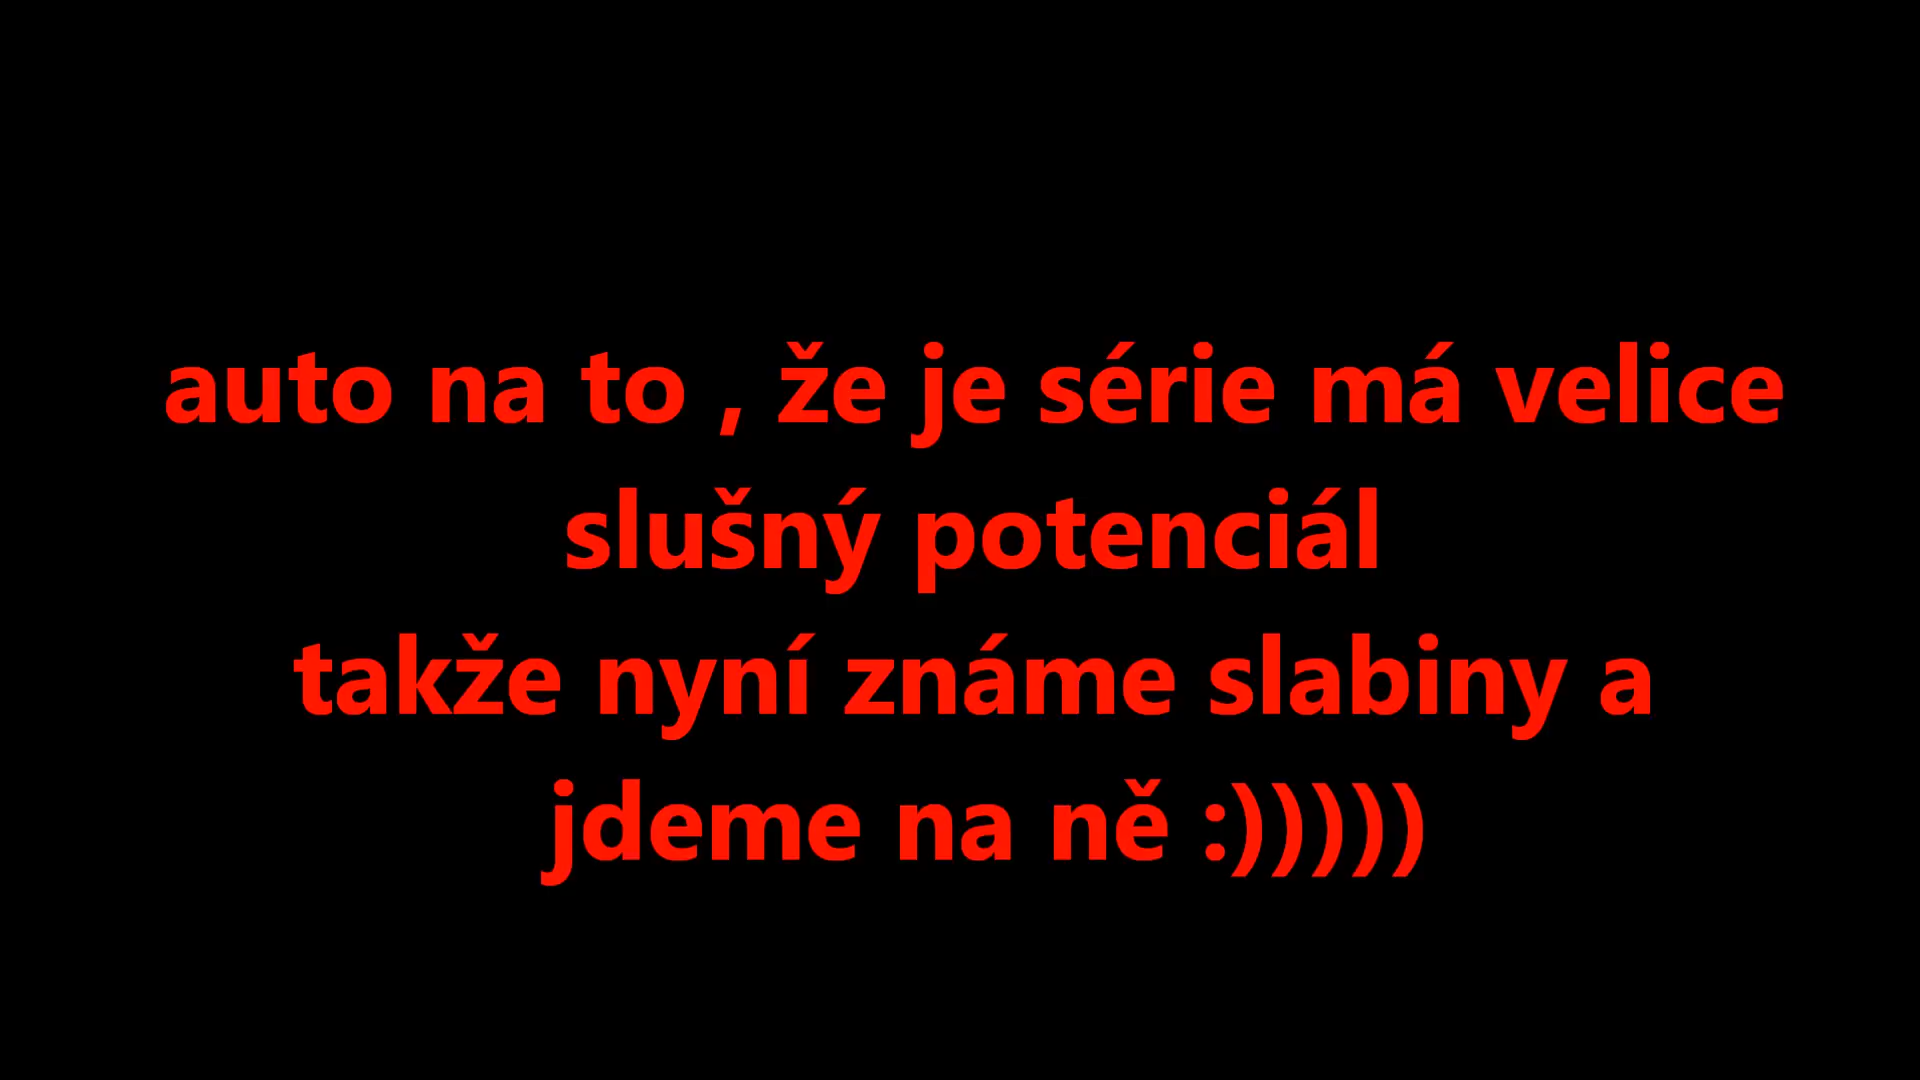 auto na to , že je série má velice
slušný potenciál
takže nyní známe slabiny a
jdeme na ně :)))))